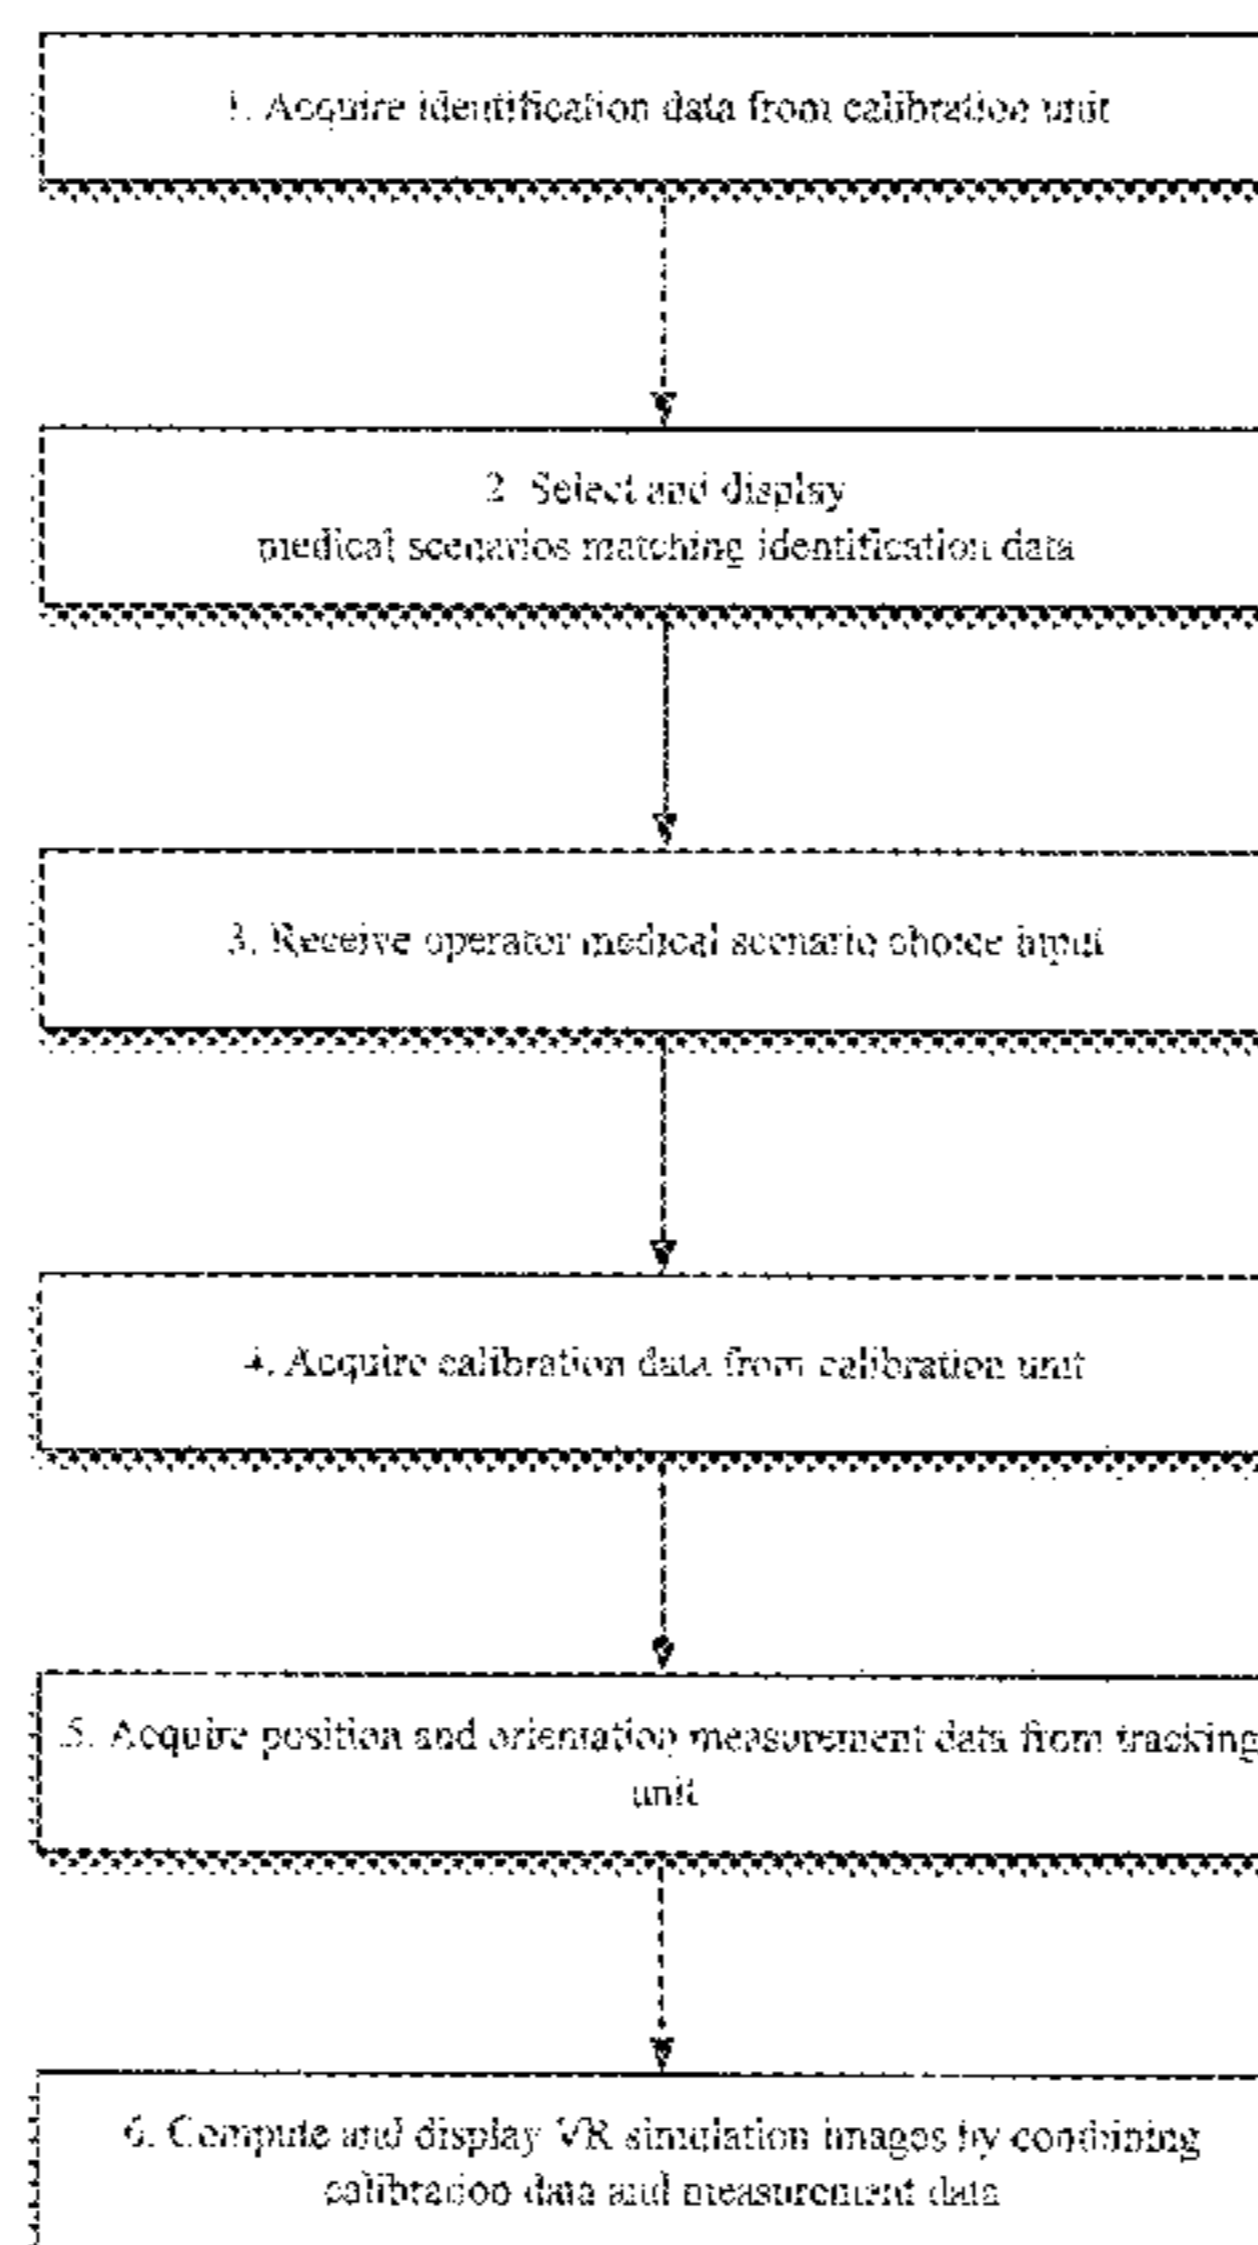 1. Acquire identification data from calibration unit
2 Select and display
medical scenarios matching identification data
3. Receive operator medical scenario choice input
4. Acquire calibration data from calibration unit
5. Acquire position and orientation measurement data from tracking
unit
6. Compute and display VR simulation images by combining
calibration data and measurement data